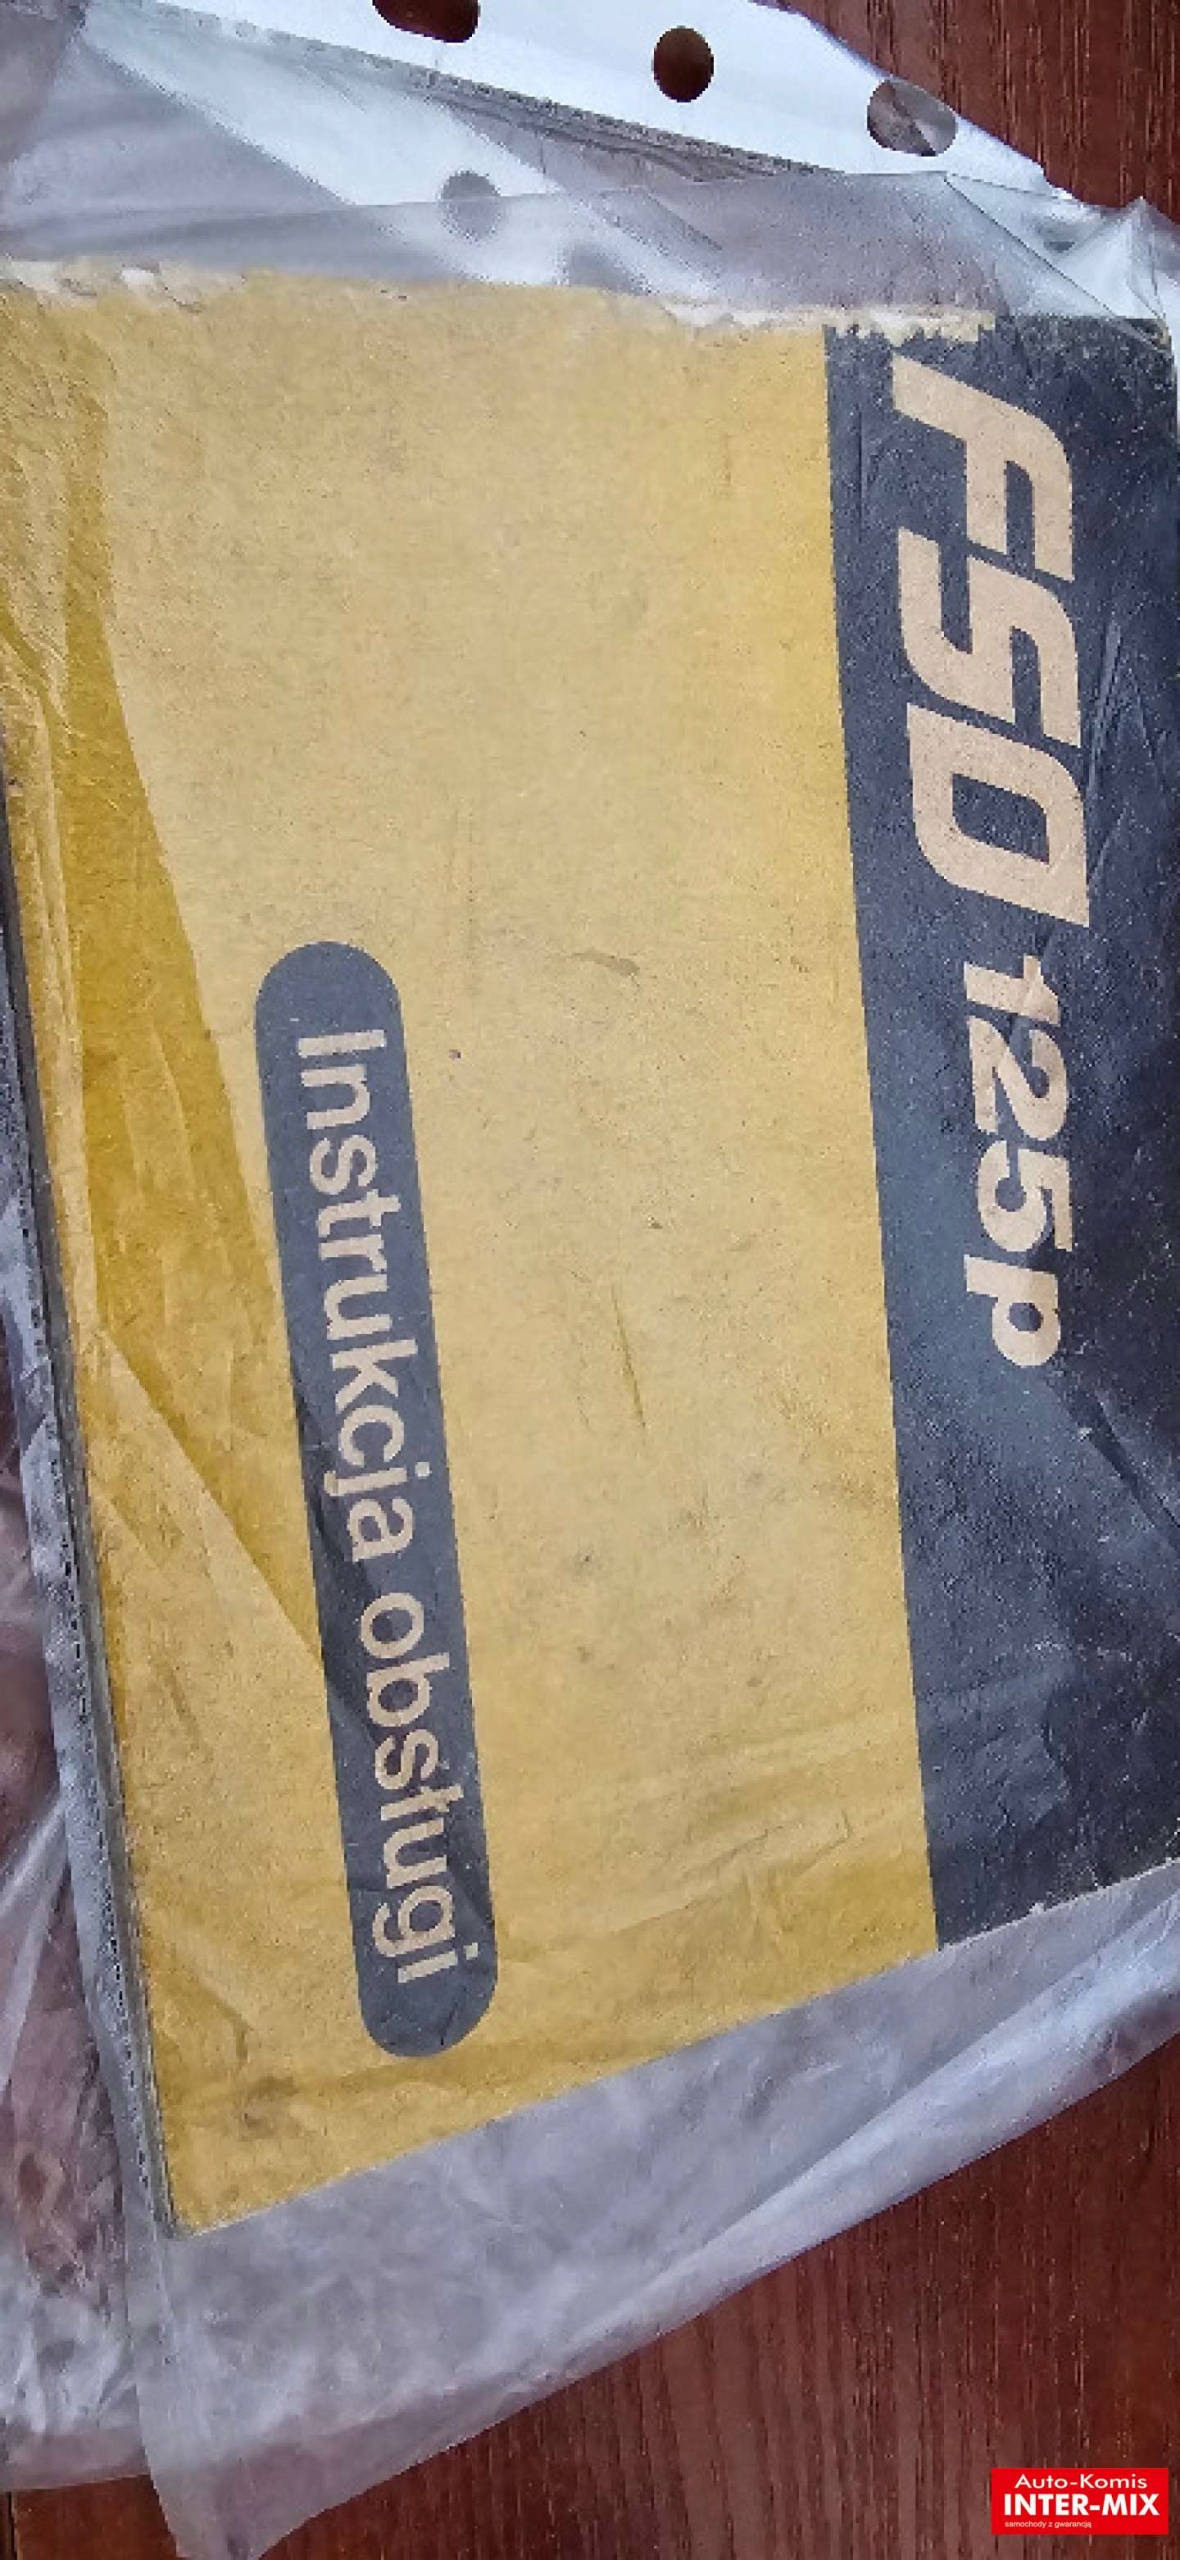 FSO 125p
Instrukcja obsługi
Auto-Komis
INTER-MIX
samochody z gwarancją